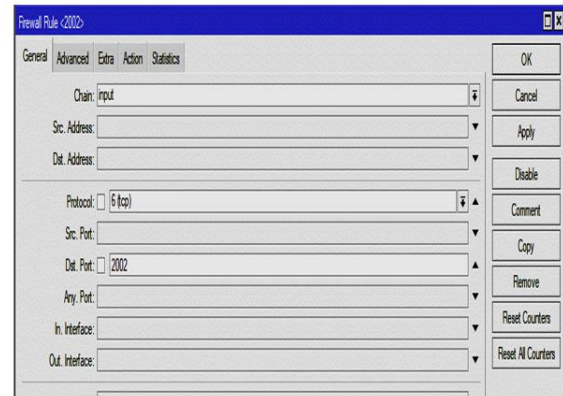 Firewall Rule <2002>
General Advanced Extra Action Statistics
Chain: input
Src. Address:
Dst. Address:
Protocol: 6 (tcp)
Src. Port:
Dst. Port: 2002
Any. Port:
In. Interface:
Out. Interface:
OK
Cancel
Apply
Disable
Comment
Copy
Remove
Reset Counters
Reset All Counters